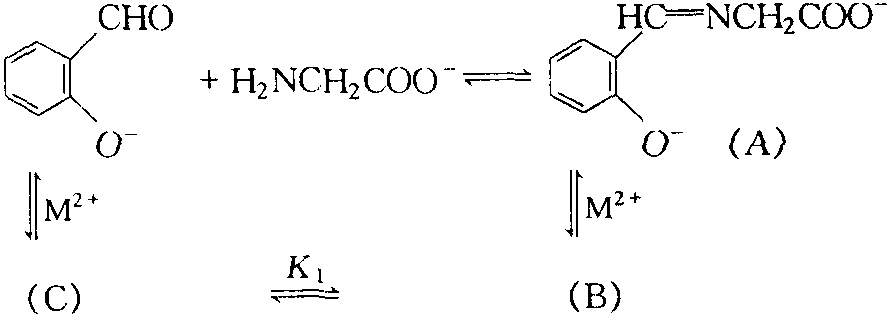 CHO
+ H₂NCH₂COO⁻ ⇌
HC=NCH₂COO⁻
O⁻
O⁻ (A)
M²⁺
M²⁺
(C) K₁ ⇌ (B)